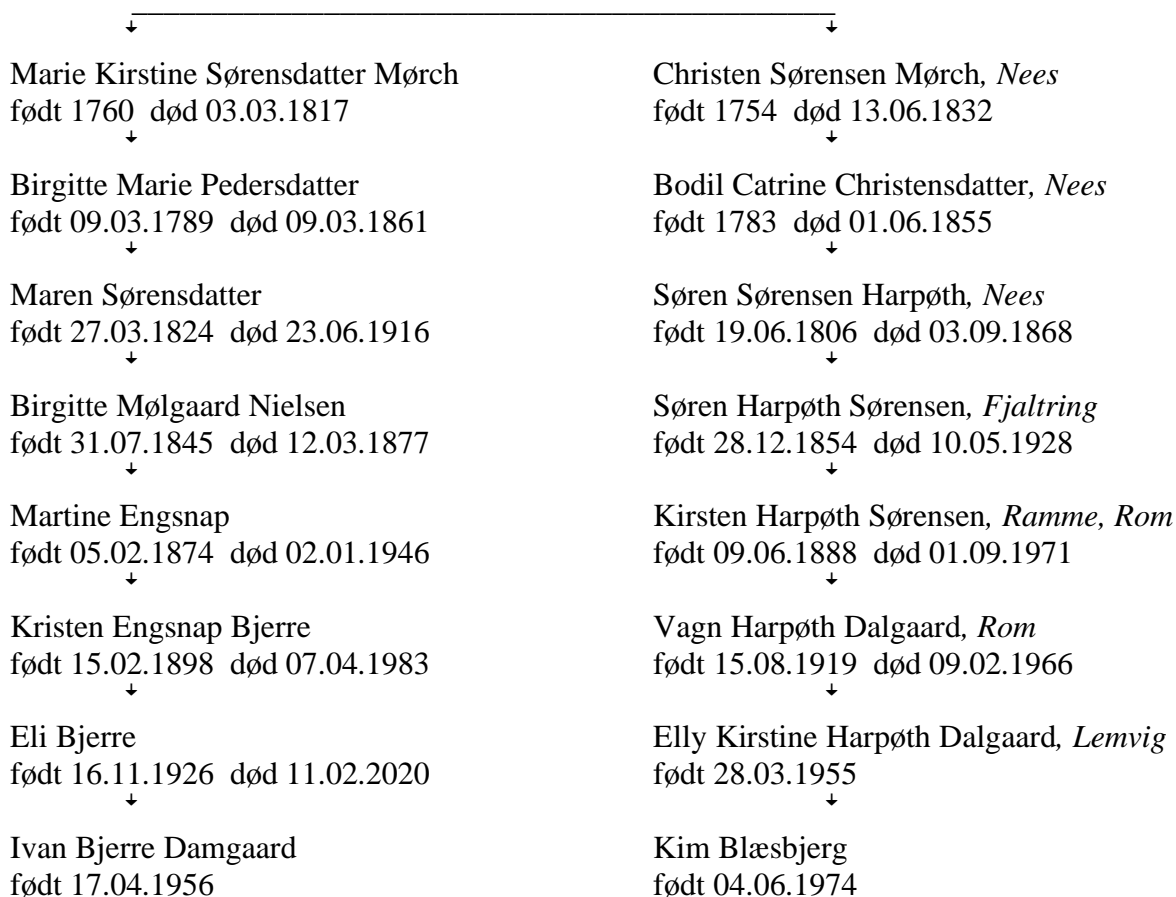 Marie Kirstine Sørensdatter Mørch
født 1760 død 03.03.1817
Birgitte Marie Pedersdatter
født 09.03.1789 død 09.03.1861
Maren Sørensdatter
født 27.03.1824 død 23.06.1916
Birgitte Mølgaard Nielsen
født 31.07.1845 død 12.03.1877
Martine Engsnap
født 05.02.1874 død 02.01.1946
Kristen Engsnap Bjerre
født 15.02.1898 død 07.04.1983
Eli Bjerre
født 16.11.1926 død 11.02.2020
Ivan Bjerre Damgaard
født 17.04.1956
Christen Sørensen Mørch, Nees
født 1754 død 13.06.1832
Bodil Catrine Christensdatter, Nees
født 1783 død 01.06.1855
Søren Sørensen Harpøth, Nees
født 19.06.1806 død 03.09.1868
Søren Harpøth Sørensen, Fjaltring
født 28.12.1854 død 10.05.1928
Kirsten Harpøth Sørensen, Ramme, Rom
født 09.06.1888 død 01.09.1971
Vagn Harpøth Dalgaard, Rom
født 15.08.1919 død 09.02.1966
Elly Kirstine Harpøth Dalgaard, Lemvig
født 28.03.1955
Kim Blæsbjerg
født 04.06.1974